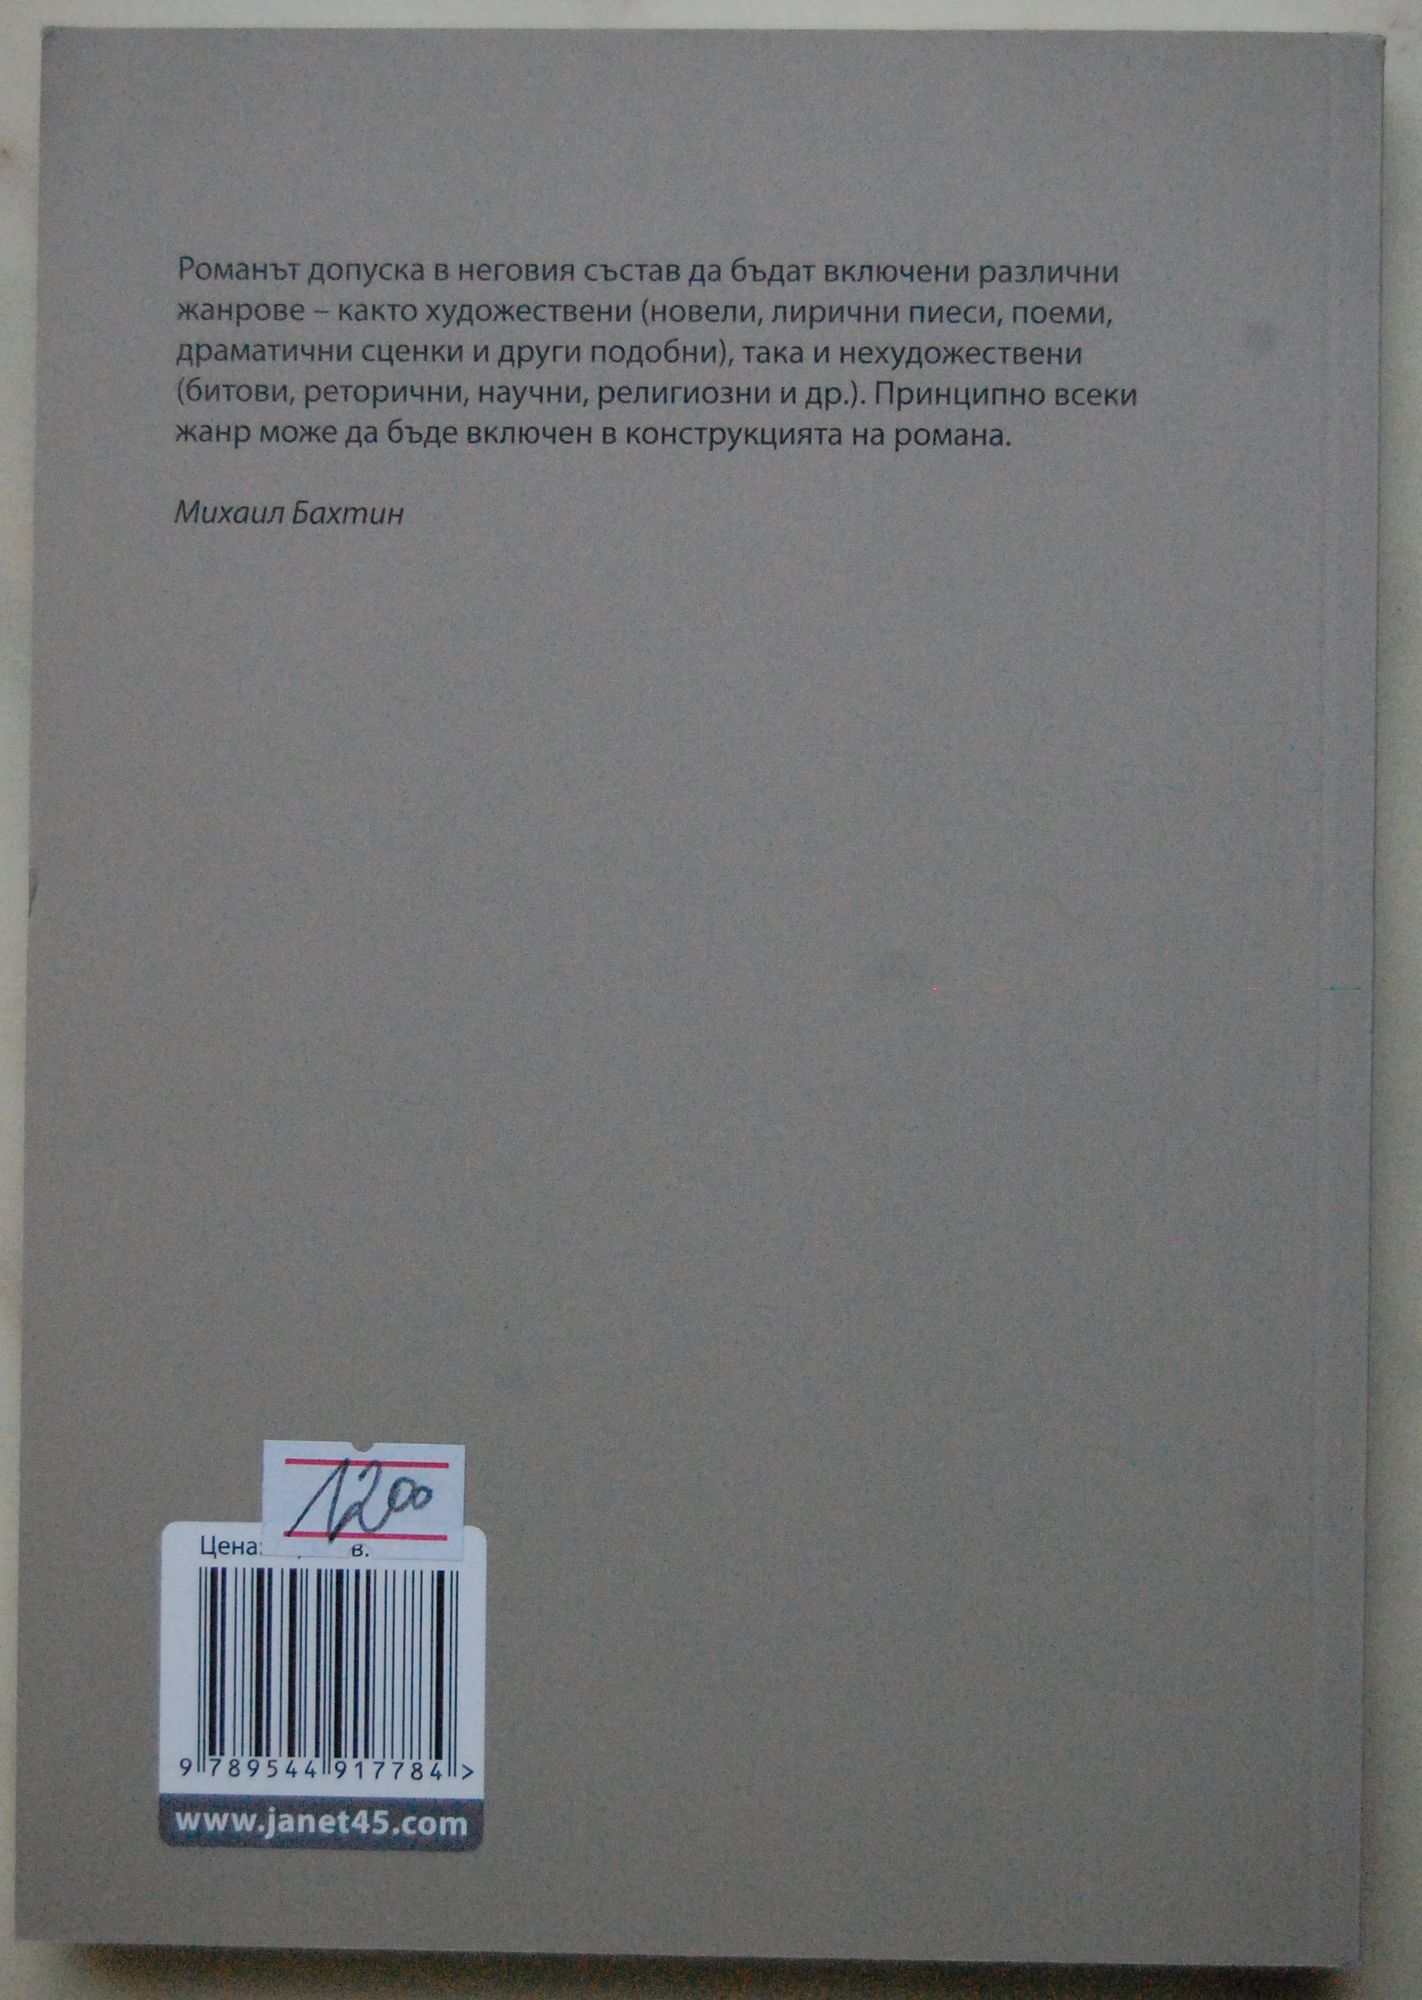 Романът допуска в неговия състав да бъдат включени различни
жанрове – както художествени (новели, лирични пиеси, поеми,
драматични сценки и други подобни), така и нехудожествени
(битови, реторични, научни, религиозни и др.). Принципно всеки
жанр може да бъде включен в конструкцията на романа.
Михаил Бахтин
1200
Цена: в.
9 789544 917784 >
www.janet45.com